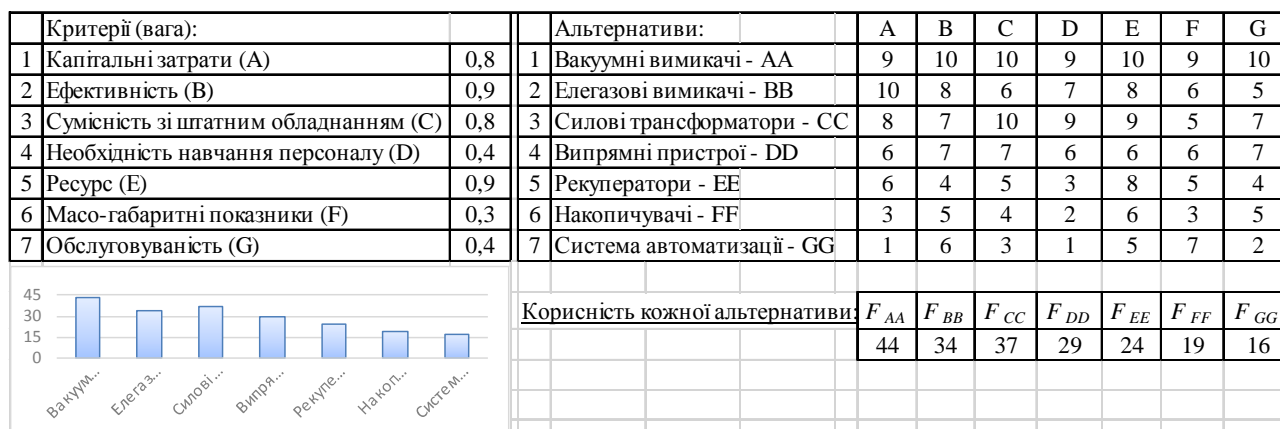 Критерії (вага):
1 Капітальні затрати (A) 0,8
2 Ефективність (B) 0,9
3 Сумісність зі штатним обладнанням (C) 0,8
4 Необхідність навчання персоналу (D) 0,4
5 Ресурс (E) 0,9
6 Масо-габаритні показники (F) 0,3
7 Обслуговуваність (G) 0,4
Альтернативи: A B C D E F G
1 Вакуумні вимикачі - AA 9 10 10 9 10 9 10
2 Елегазові вимикачі - BB 10 8 6 7 8 6 5
3 Силові трансформатори - CC 8 7 10 9 9 5 7
4 Випрямні пристрої - DD 6 7 7 6 6 6 7
5 Рекуператори - EE 6 4 5 3 8 5 4
6 Накопичувачі - FF 3 5 4 2 6 3 5
7 Система автоматизації - GG 1 6 3 1 5 7 2
45
30
15
0
Вакуум...
Елегаз...
Силові...
Випря...
Рекупе...
Накоп...
Систем...
Корисність кожної альтернативи: F AA F BB F CC F DD F EE F FF F GG
44 34 37 29 24 19 16